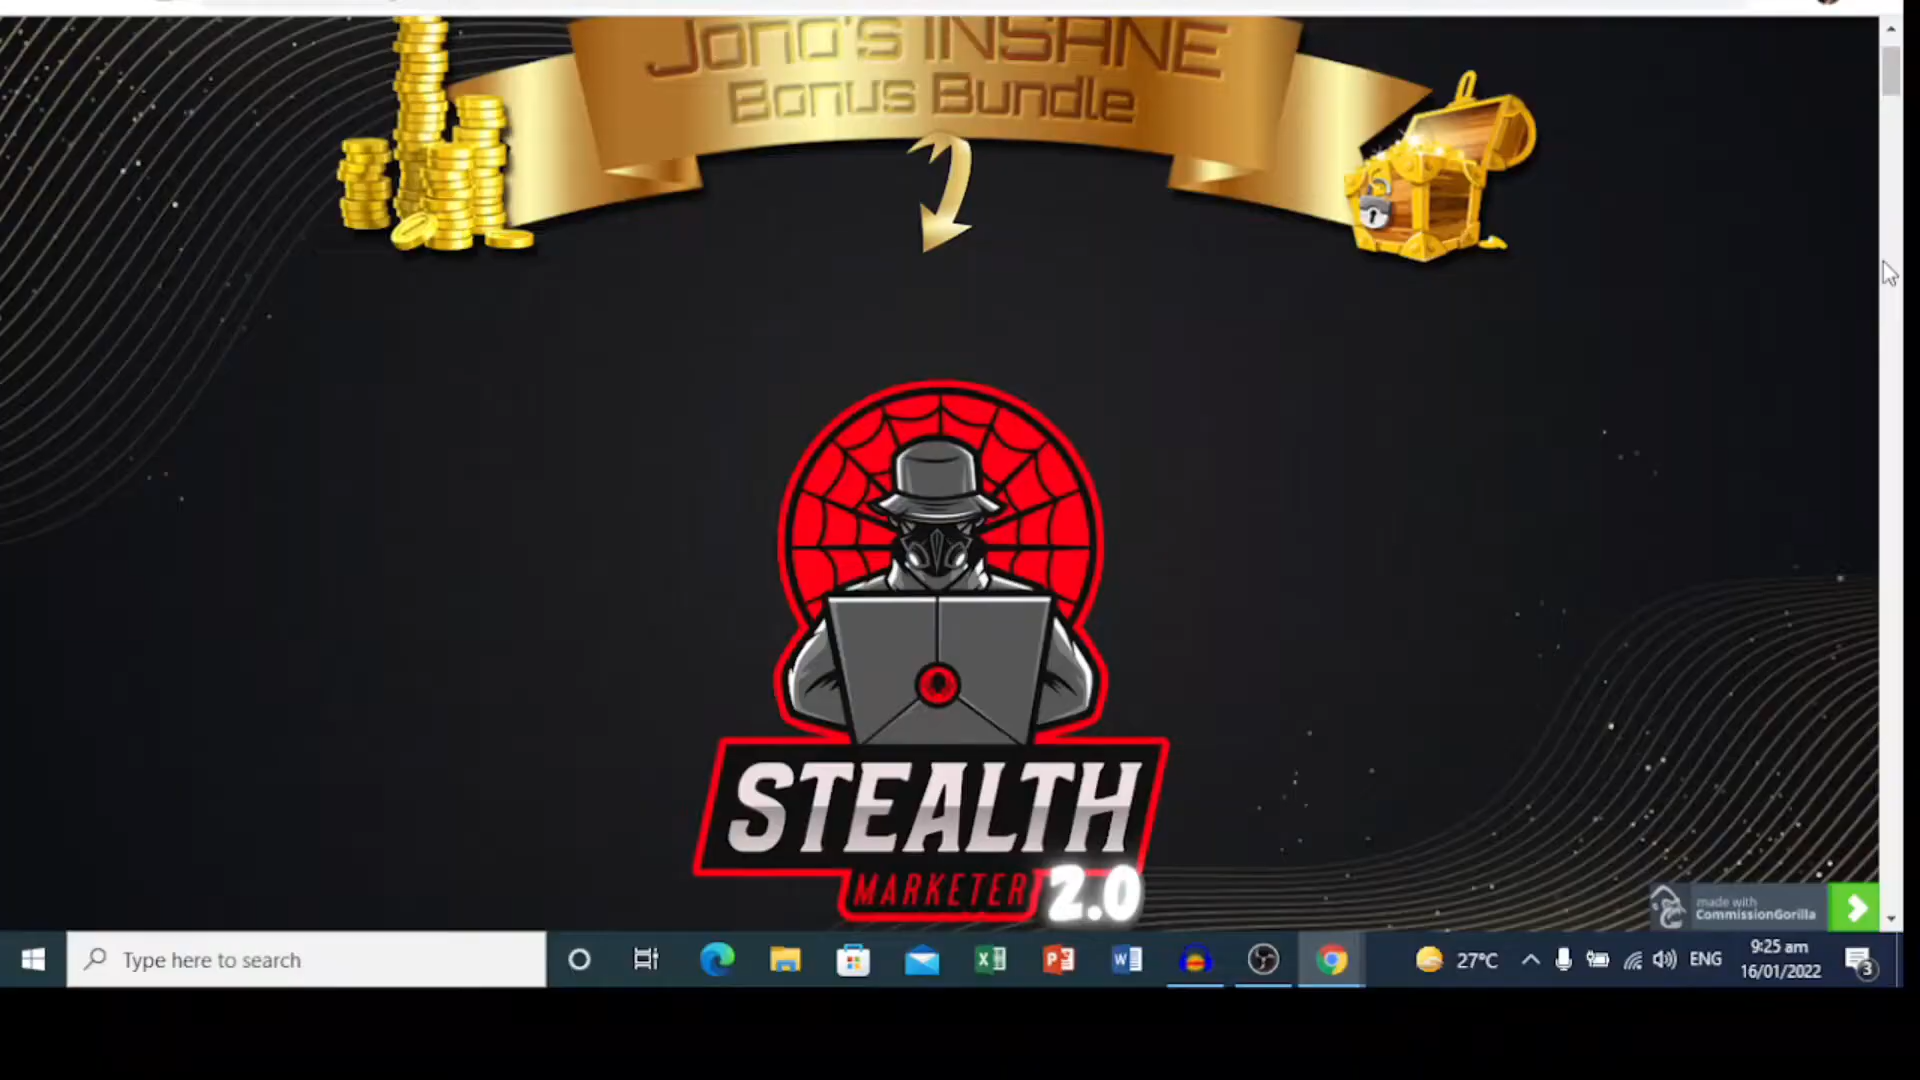 Jono's INSANE
Bonus Bundle
STEALTH
MARKETER 2.0
made with
CommissionGorilla
Type here to search
27°C
ENG
9:25 am
16/01/2022
3